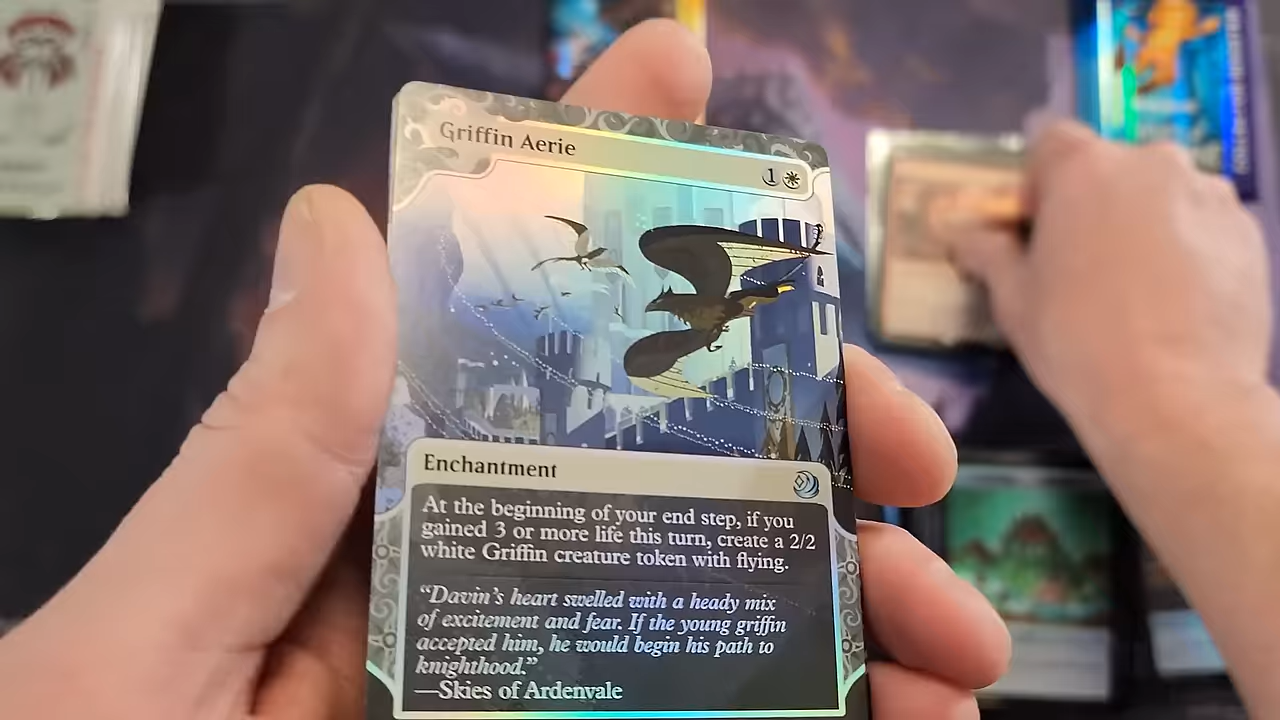 Griffin Aerie
1
Enchantment
At the beginning of your end step, if you
gained 3 or more life this turn, create a 2/2
white Griffin creature token with flying.
“Davin’s heart swelled with a heady mix
of excitement and fear. If the young griffin
accepted him, he would begin his path to
knighthood.”
—Skies of Ardenvale